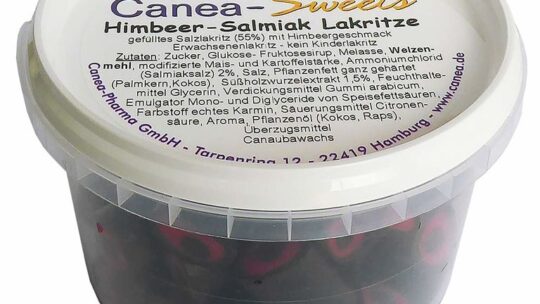 Canea-Sweets
Himbeer-Salmiak Lakritze
gefülltes Salzlakritz (55%) mit Himbeergeschmack
Erwachsenenlakritz - kein Kinderlakritz
Zutaten: Zucker, Glukose- Fruktosesirup, Melasse, Weizen-
mehl, modifizierte Mais- und Kartoffelstärke, Ammoniumchlorid
(Salmiaksalz) 2%, Salz, Pflanzenfett ganz gehärtet
(Palmkern,Kokos), Süßholzwurzelextrakt 1,5%, Feuchthalte-
mittel Glycerin, Verdickungsmittel Gummi arabicum,
Emulgator Mono- und Diglyceride von Speisefettsäuren,
Farbstoff echtes Karmin, Säuerungsmittel Citronen-
säure, Aroma, Pflanzenöl (Kokos, Raps),
Überzugsmittel
Canaubawachs
Canea-Pharma GmbH - Tarpenring 12 - 22419 Hamburg - www.canea.de